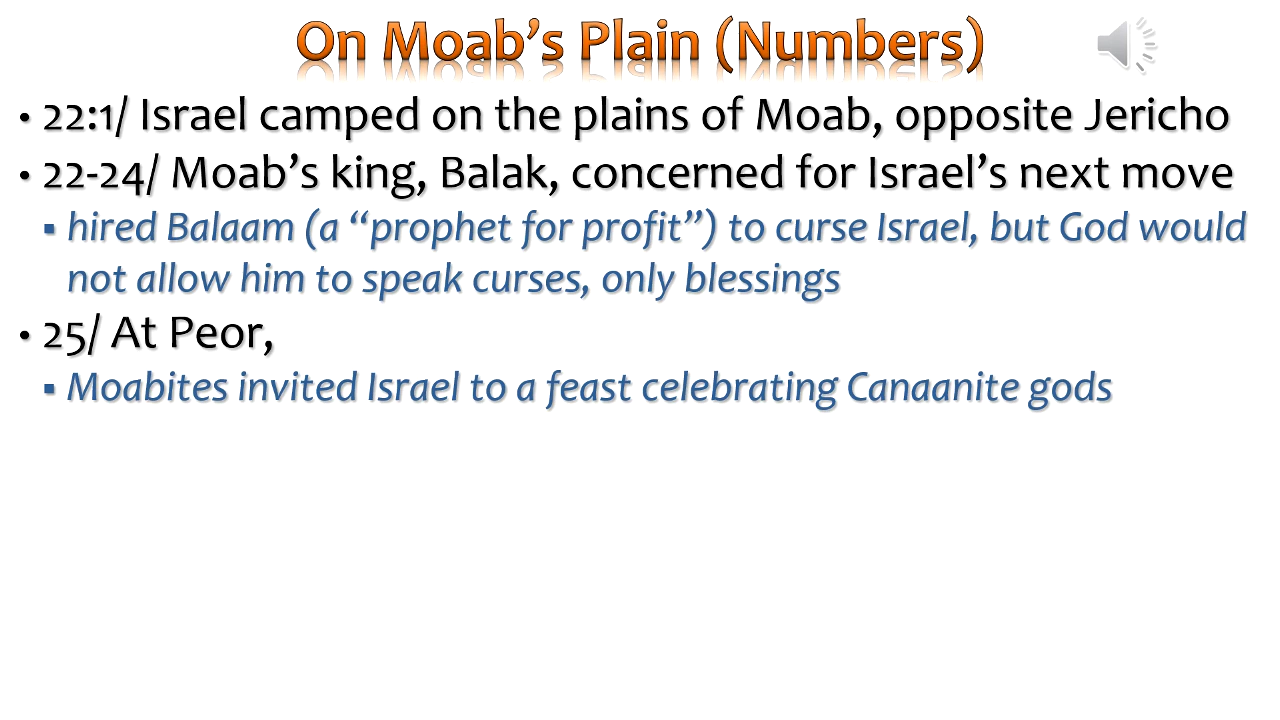 On Moab’s Plain (Numbers)
• 22:1/ Israel camped on the plains of Moab, opposite Jericho
• 22-24/ Moab’s king, Balak, concerned for Israel’s next move
▪ hired Balaam (a “prophet for profit”) to curse Israel, but God would
not allow him to speak curses, only blessings
• 25/ At Peor,
▪ Moabites invited Israel to a feast celebrating Canaanite gods